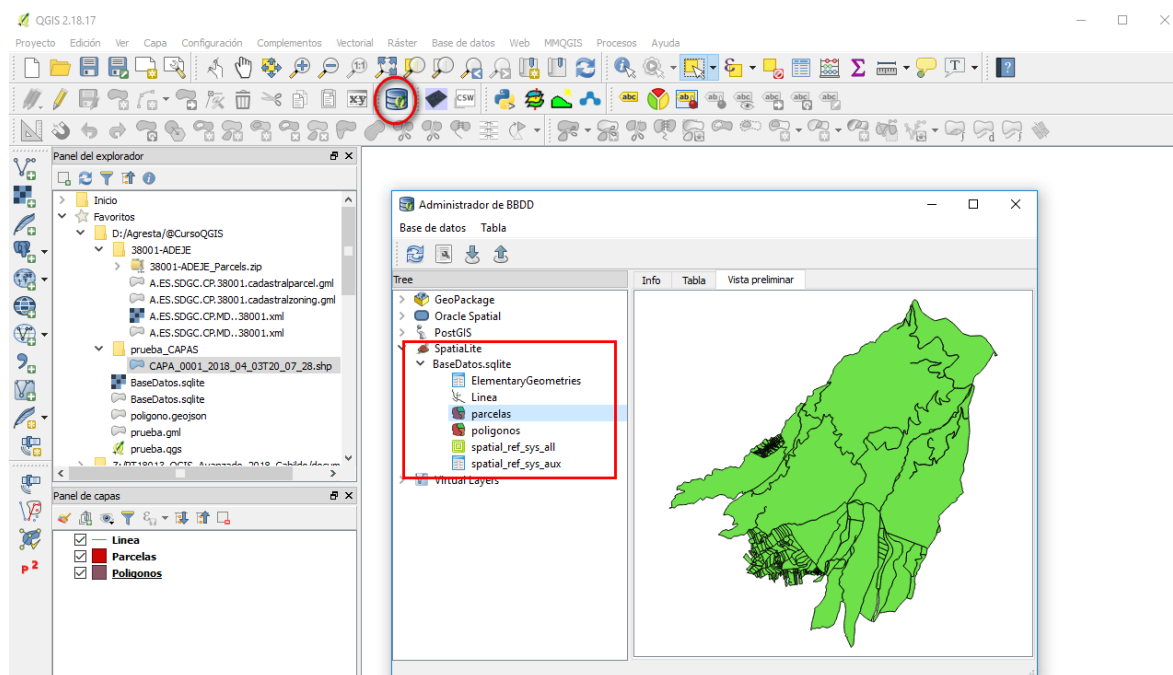 QGIS 2.18.17
Proyecto Edición Ver Capa Configuración Complementos Vectorial Ráster Base de datos Web MMQGIS Procesos Ayuda
CSW
abc
Panel del explorador
Inicio
Favoritos
D:/Agresta/@CursoQGIS
38001-ADEJE
38001-ADEJE_Parcels.zip
A.ES.SDGC.CP.38001.cadastralparcel.gml
A.ES.SDGC.CP.38001.cadastralzoning.gml
A.ES.SDGC.CP.MD..38001.xml
A.ES.SDGC.CP.MD..38001.xml
prueba_CAPAS
CAPA_0001_2018_04_03T20_07_28.shp
BaseDatos.sqlite
BaseDatos.sqlite
poligono.geojson
prueba.gml
prueba.qgs
Panel de capas
Linea
Parcelas
Poligonos
P 2
Administrador de BBDD
Base de datos Tabla
Tree
GeoPackage
Oracle Spatial
PostGIS
SpatiaLite
BaseDatos.sqlite
ElementaryGeometries
Linea
parcelas
poligonos
spatial_ref_sys_all
spatial_ref_sys_aux
Virtual Layers
Info Tabla Vista preliminar